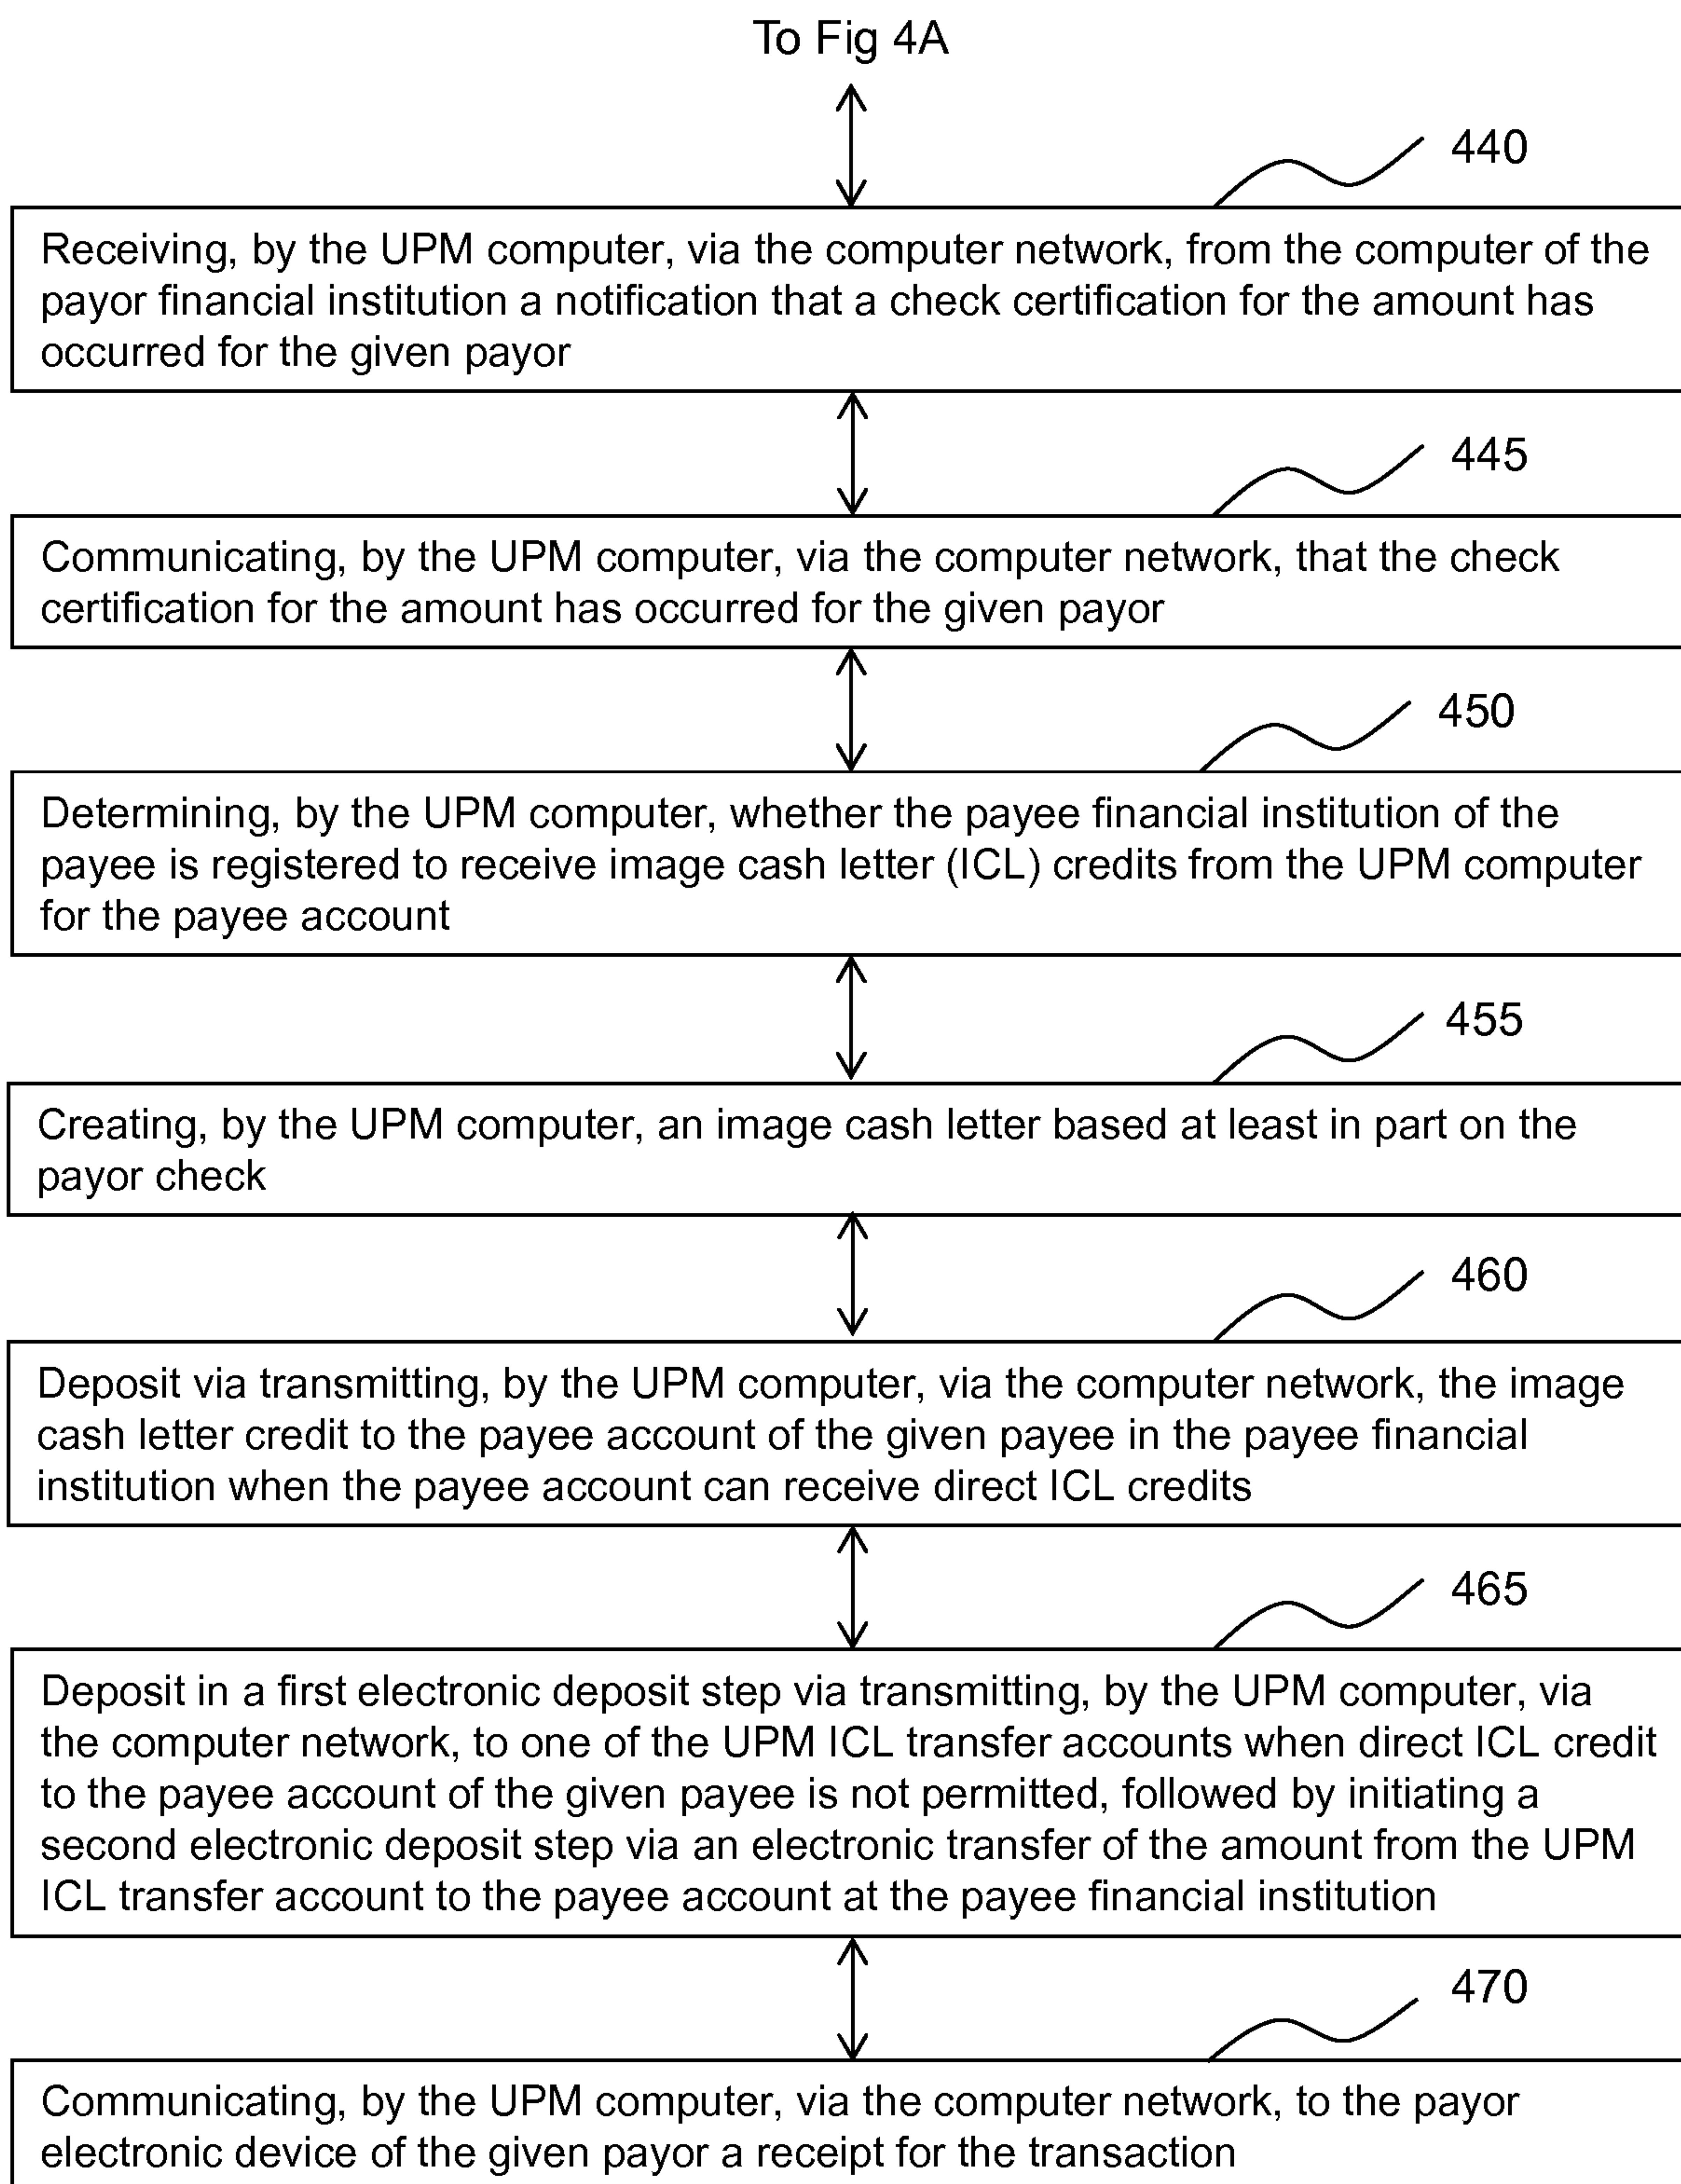 To Fig 4A
440
Receiving, by the UPM computer, via the computer network, from the computer of the
payor financial institution a notification that a check certification for the amount has
occurred for the given payor
445
Communicating, by the UPM computer, via the computer network, that the check
certification for the amount has occurred for the given payor
450
Determining, by the UPM computer, whether the payee financial institution of the
payee is registered to receive image cash letter (ICL) credits from the UPM computer
for the payee account
455
Creating, by the UPM computer, an image cash letter based at least in part on the
payor check
460
Deposit via transmitting, by the UPM computer, via the computer network, the image
cash letter credit to the payee account of the given payee in the payee financial
institution when the payee account can receive direct ICL credits
465
Deposit in a first electronic deposit step via transmitting, by the UPM computer, via
the computer network, to one of the UPM ICL transfer accounts when direct ICL credit
to the payee account of the given payee is not permitted, followed by initiating a
second electronic deposit step via an electronic transfer of the amount from the UPM
ICL transfer account to the payee account at the payee financial institution
470
Communicating, by the UPM computer, via the computer network, to the payor
electronic device of the given payor a receipt for the transaction